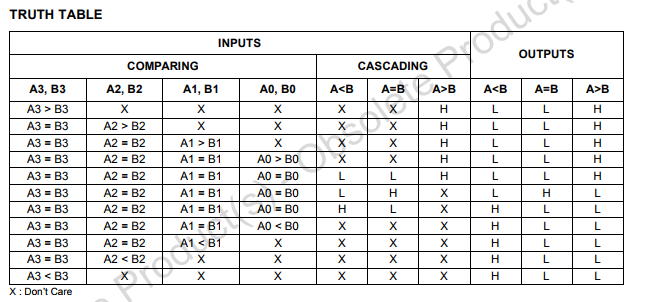 TRUTH TABLE
INPUTS OUTPUTS
COMPARING CASCADING
A3, B3 A2, B2 A1, B1 A0, B0 A<B A=B A>B A<B A=B A>B
A3 > B3 X X X X X H L L H
A3 = B3 A2 > B2 X X X X H L L H
A3 = B3 A2 = B2 A1 > B1 X X X H L L H
A3 = B3 A2 = B2 A1 = B1 A0 > B0 X X H L L H
A3 = B3 A2 = B2 A1 = B1 A0 = B0 L L H L L H
A3 = B3 A2 = B2 A1 = B1 A0 = B0 L H X L H L
A3 = B3 A2 = B2 A1 = B1 A0 = B0 H L X H L L
A3 = B3 A2 = B2 A1 = B1 A0 < B0 X X X H L L
A3 = B3 A2 = B2 A1 < B1 X X X X H L L
A3 = B3 A2 < B2 X X X X X H L L
A3 < B3 X X X X X X H L L
X : Don't Care
Product(s) - Obsolete Product(s)